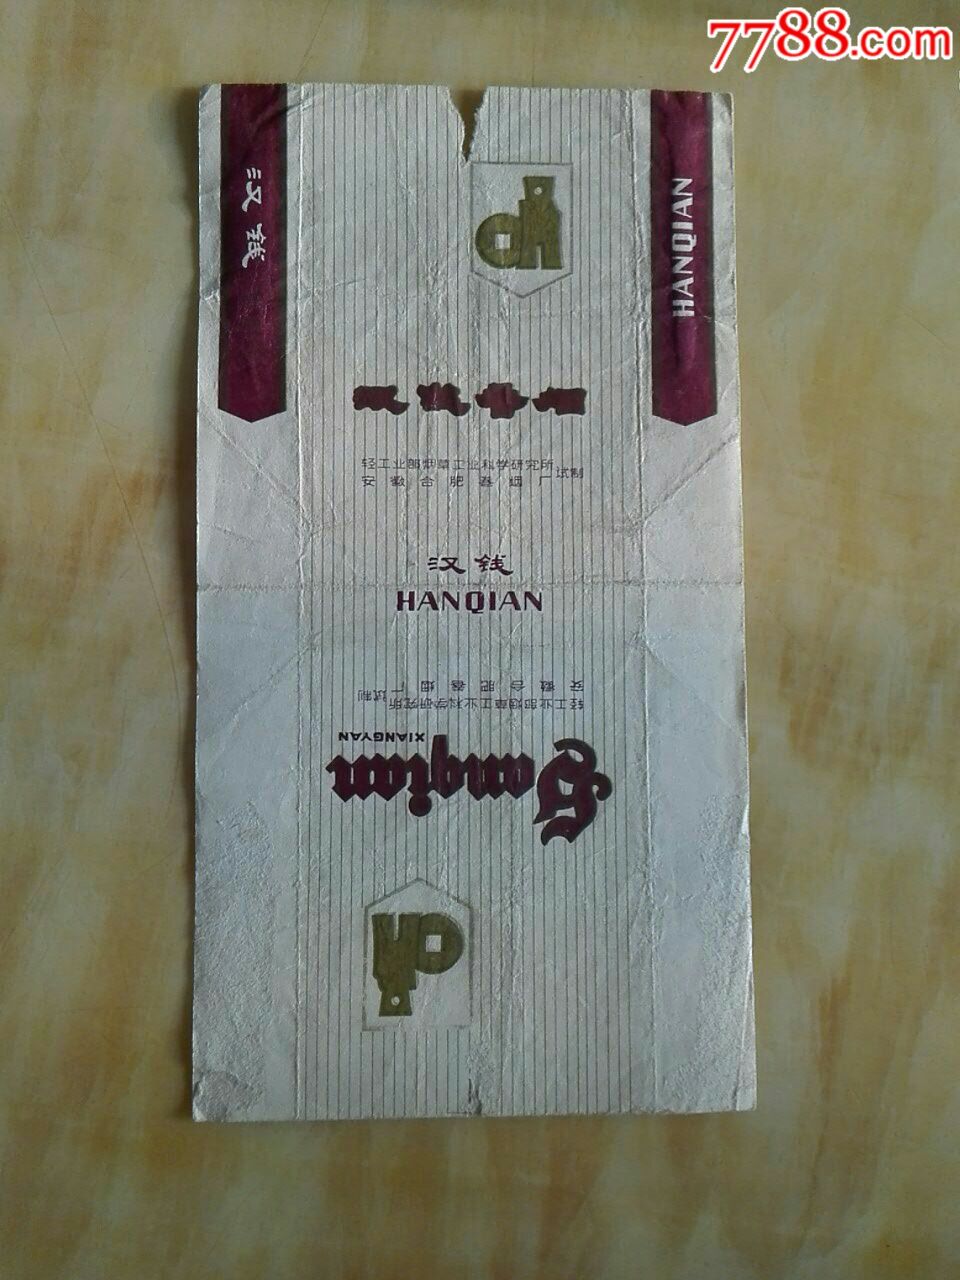 7788.com
汉钱
HANQIAN
汉钱香烟
轻工业部烟草工业科学研究所
安徽合肥卷烟厂
试制
汉钱
HANQIAN
轻工业部烟草工业科学研究所
安徽合肥卷烟厂
试制
XIANGYAN
Hanqian